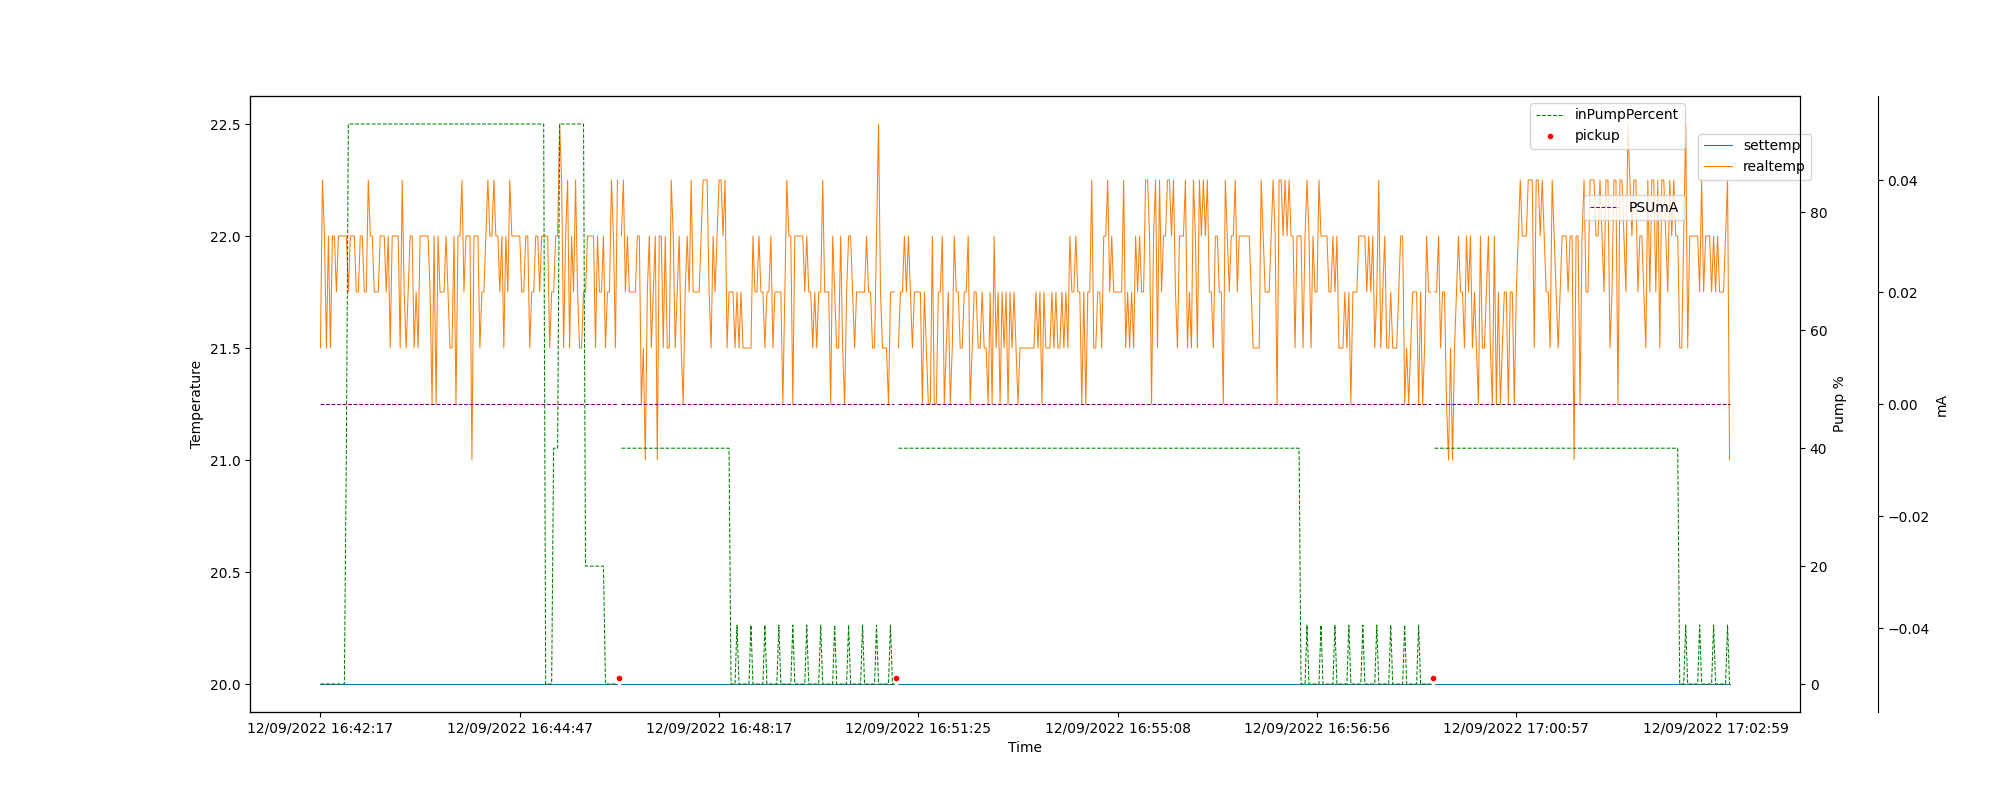 inPumpPercent
pickup
settemp
realtemp
PSUmA
22.5
22.0
21.5
21.0
20.5
20.0
Temperature
80
60
40
20
0
Pump %
0.04
0.02
0.00
−0.02
−0.04
mA
12/09/2022 16:42:17
12/09/2022 16:44:47
12/09/2022 16:48:17
12/09/2022 16:51:25
12/09/2022 16:55:08
12/09/2022 16:56:56
12/09/2022 17:00:57
12/09/2022 17:02:59
Time